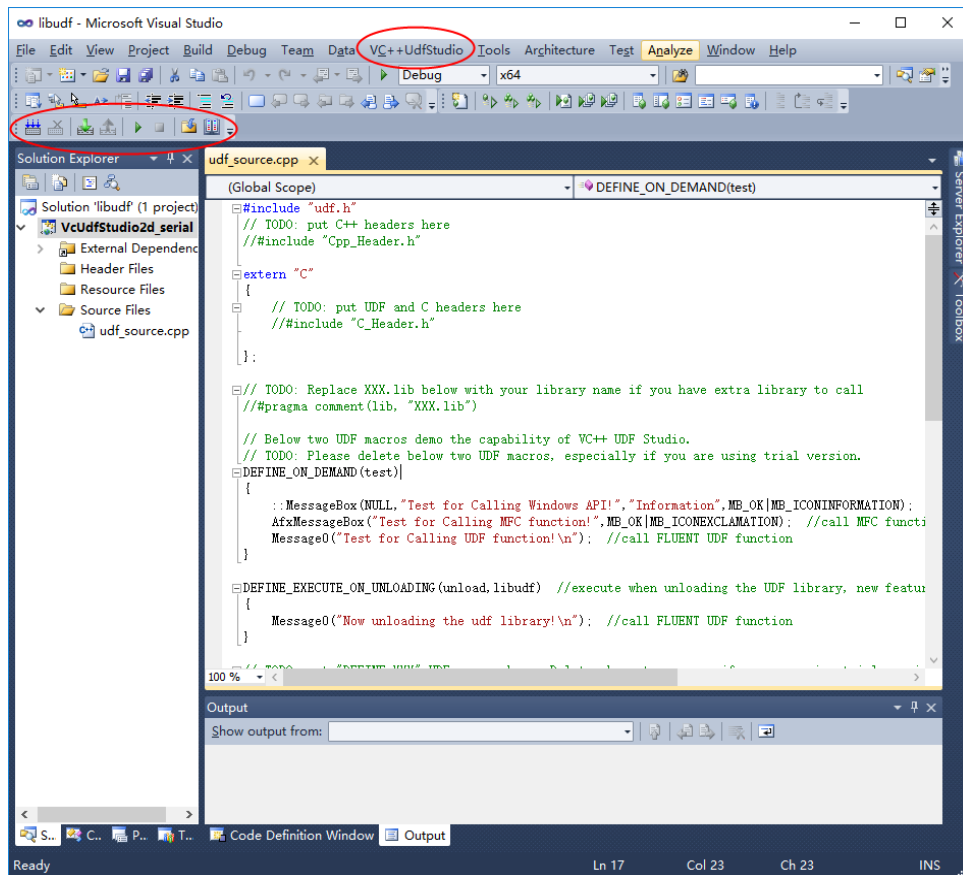 libudf - Microsoft Visual Studio
File Edit View Project Build Debug Team Data VC++UdfStudio Tools Architecture Test Analyze Window Help
Debug x64
Solution Explorer
udf_source.cpp
(Global Scope) DEFINE_ON_DEMAND(test)
Solution 'libudf' (1 project)
VcUdfStudio2d_serial
External Dependenc
Header Files
Resource Files
Source Files
udf_source.cpp
#include "udf.h"
// TODO: put C++ headers here
//#include "Cpp_Header.h"
extern "C"
{
// TODO: put UDF and C headers here
//#include "C_Header.h"
};
// TODO: Replace XXX.lib below with your library name if you have extra library to call
//#pragma comment(lib, "XXX.lib")
// Below two UDF macros demo the capability of VC++ UDF Studio.
// TODO: Please delete below two UDF macros, especially if you are using trial version.
DEFINE_ON_DEMAND(test)
{
::MessageBox(NULL,"Test for Calling Windows API!","Information",MB_OK|MB_ICONINFORMATION);
AfxMessageBox("Test for Calling MFC function!",MB_OK|MB_ICONEXCLAMATION); //call MFC functi
Message0("Test for Calling UDF function!\n"); //call FLUENT UDF function
}
DEFINE_EXECUTE_ON_UNLOADING(unload,libudf) //execute when unloading the UDF library, new featur
{
Message0("Now unloading the udf library!\n"); //call FLUENT UDF function
}
100 %
Server Explorer
Toolbox
Output
Show output from:
S... C.. P.. T..
Code Definition Window Output
Ready Ln 17 Col 23 Ch 23 INS